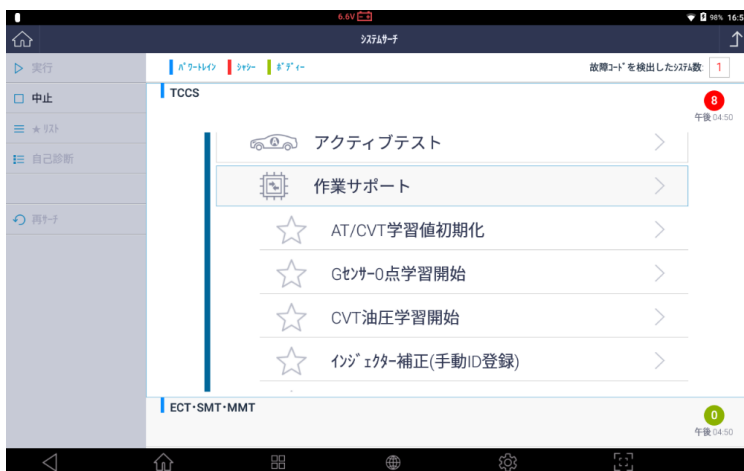 6.6V
98% 16:5
システムサーチ
パワートレイン シャシー ボディー 故障コードを検出したシステム数: 1
実行
中止
★ リスト
自己診断
再サーチ
TCCS
8
午後 04:50
アクティブテスト
作業サポート
AT/CVT学習値初期化
Gセンサー0点学習開始
CVT油圧学習開始
インジェクター補正(手動ID登録)
ECT･SMT･MMT
0
午後 04:50